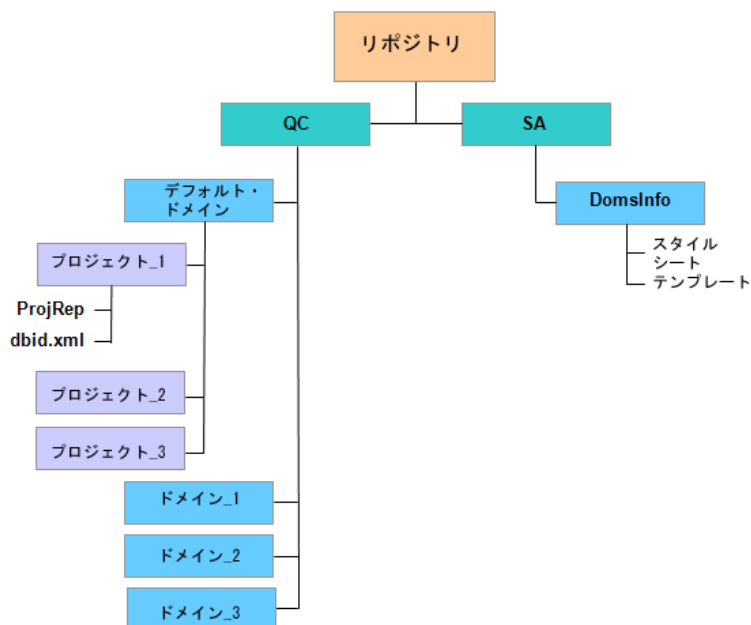 リポジトリ
QC
SA
デフォルト・
ドメイン
DomsInfo
スタイル
シート
テンプレート
プロジェクト_1
ProjRep
dbid.xml
プロジェクト_2
プロジェクト_3
ドメイン_1
ドメイン_2
ドメイン_3